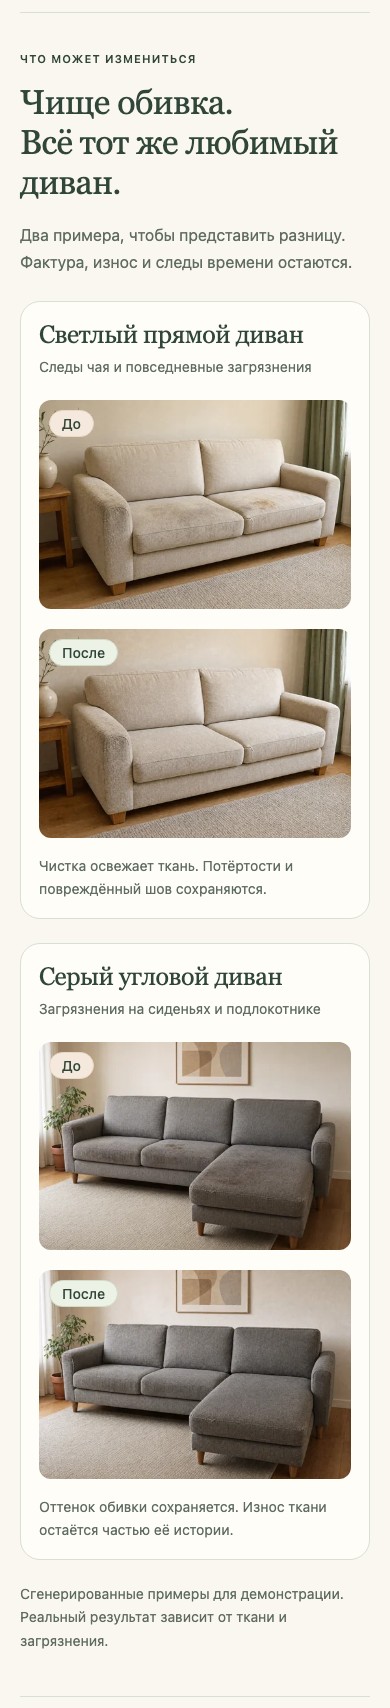 ЧТО МОЖЕТ ИЗМЕНИТЬСЯ
Чище обивка.
Всё тот же любимый
диван.
Два примера, чтобы представить разницу.
Фактура, износ и следы времени остаются.
Светлый прямой диван
Следы чая и повседневные загрязнения
До
После
Чистка освежает ткань. Потёртости и
повреждённый шов сохраняются.
Серый угловой диван
Загрязнения на сиденьях и подлокотнике
До
После
Оттенок обивки сохраняется. Износ ткани
остаётся частью её истории.
Сгенерированные примеры для демонстрации.
Реальный результат зависит от ткани и
загрязнения.